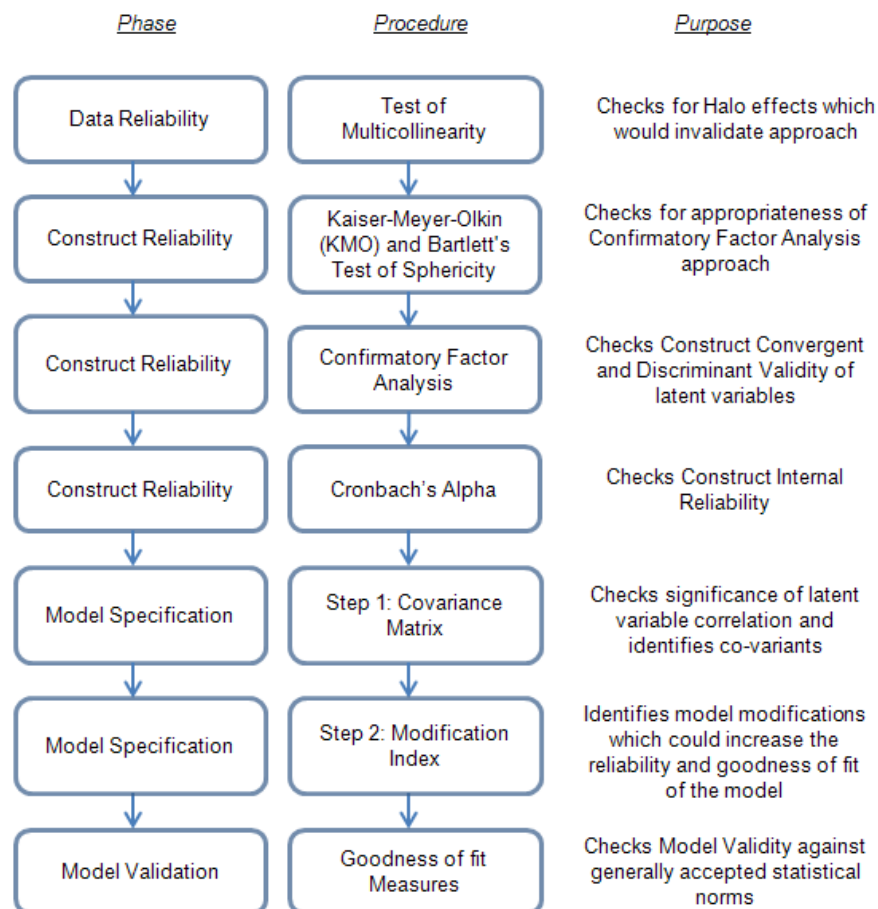 Phase
Procedure
Purpose
Data Reliability
Test of
Multicollinearity
Checks for Halo effects which
would invalidate approach
Construct Reliability
Kaiser-Meyer-Olkin
(KMO) and Bartlett's
Test of Sphericity
Checks for appropriateness of
Confirmatory Factor Analysis
approach
Construct Reliability
Confirmatory Factor
Analysis
Checks Construct Convergent
and Discriminant Validity of
latent variables
Construct Reliability
Cronbach's Alpha
Checks Construct Internal
Reliability
Model Specification
Step 1: Covariance
Matrix
Checks significance of latent
variable correlation and
identifies co-variants
Model Specification
Step 2: Modification
Index
Identifies model modifications
which could increase the
reliability and goodness of fit
of the model
Model Validation
Goodness of fit
Measures
Checks Model Validity against
generally accepted statistical
norms